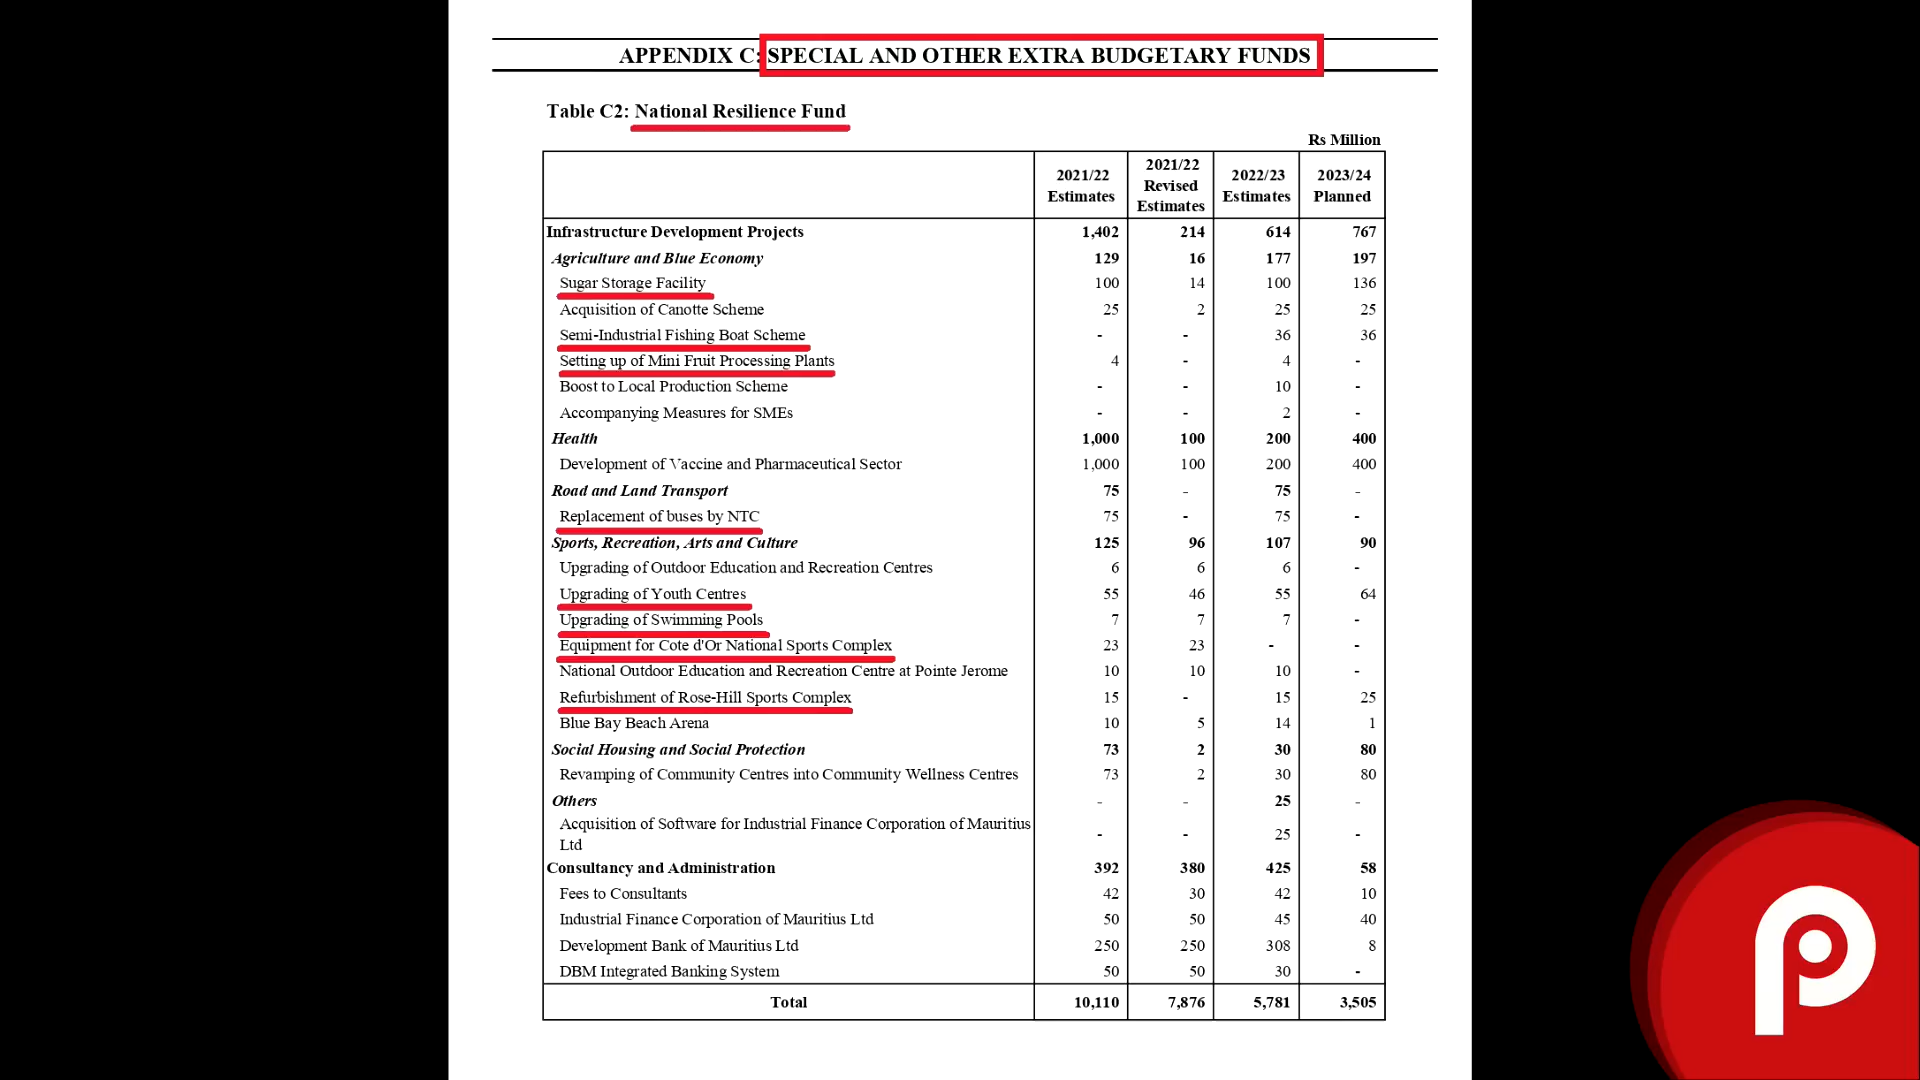 APPENDIX C: SPECIAL AND OTHER EXTRA BUDGETARY FUNDS
Table C2: National Resilience Fund
Rs Million
2021/22 Estimates 2021/22 Revised Estimates 2022/23 Estimates 2023/24 Planned
Infrastructure Development Projects 1,402 214 614 767
Agriculture and Blue Economy 129 16 177 197
Sugar Storage Facility 100 14 100 136
Acquisition of Canotte Scheme 25 2 25 25
Semi-Industrial Fishing Boat Scheme - - 36 36
Setting up of Mini Fruit Processing Plants 4 - 4 -
Boost to Local Production Scheme - - 10 -
Accompanying Measures for SMEs - - 2 -
Health 1,000 100 200 400
Development of Vaccine and Pharmaceutical Sector 1,000 100 200 400
Road and Land Transport 75 - 75 -
Replacement of buses by NTC 75 - 75 -
Sports, Recreation, Arts and Culture 125 96 107 90
Upgrading of Outdoor Education and Recreation Centres 6 6 6 -
Upgrading of Youth Centres 55 46 55 64
Upgrading of Swimming Pools 7 7 7 -
Equipment for Cote d'Or National Sports Complex 23 23 - -
National Outdoor Education and Recreation Centre at Pointe Jerome 10 10 10 -
Refurbishment of Rose-Hill Sports Complex 15 - 15 25
Blue Bay Beach Arena 10 5 14 1
Social Housing and Social Protection 73 2 30 80
Revamping of Community Centres into Community Wellness Centres 73 2 30 80
Others - - 25 -
Acquisition of Software for Industrial Finance Corporation of Mauritius
Ltd - - 25 -
Consultancy and Administration 392 380 425 58
Fees to Consultants 42 30 42 10
Industrial Finance Corporation of Mauritius Ltd 50 50 45 40
Development Bank of Mauritius Ltd 250 250 308 8
DBM Integrated Banking System 50 50 30 -
Total 10,110 7,876 5,781 3,505